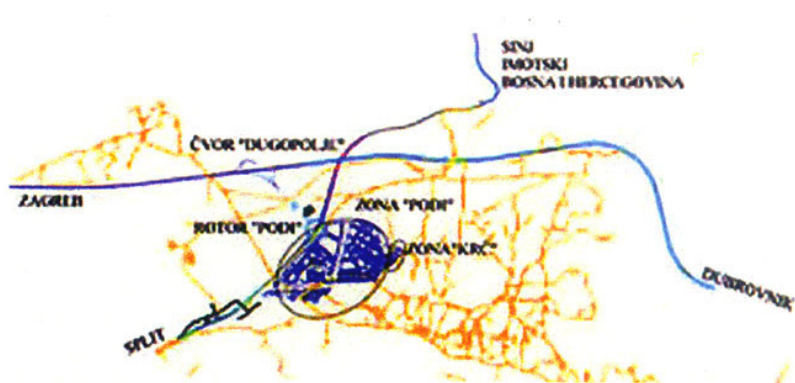 SINJ
IMOTSKI
BOSNA I HERCEGOVINA
ČVOR "DUGOPOLJE"
ZAGREB
ZONA "PODI"
ROTOR "PODI"
ZONA "KRČ"
DUBROVNIK
SPLIT